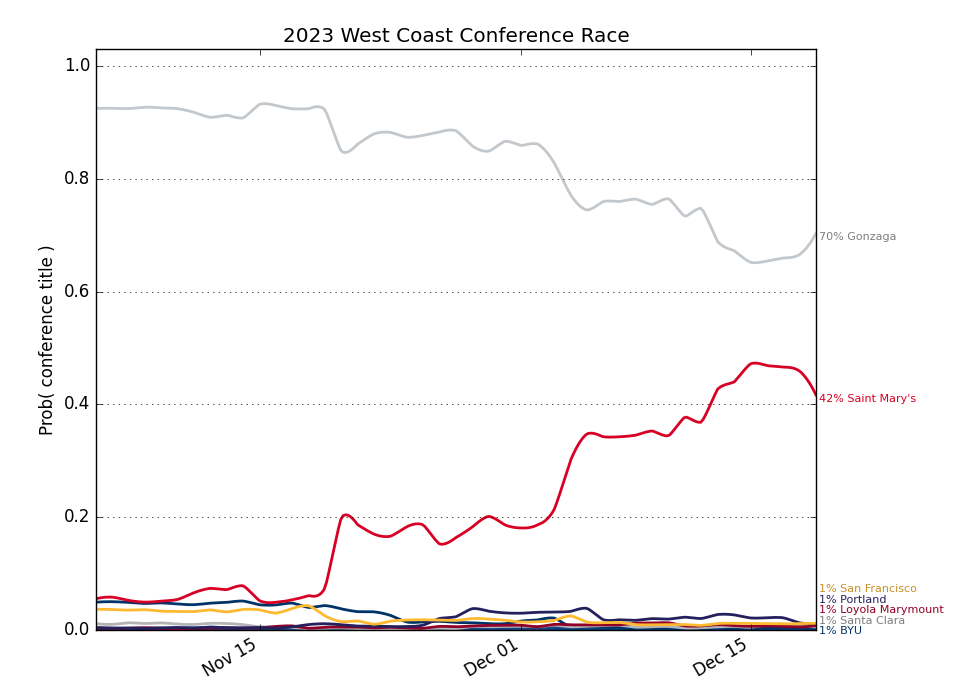 2023 West Coast Conference Race
Prob( conference title )
1.0
0.8
0.6
0.4
0.2
0.0
Nov 15
Dec 01
Dec 15
70% Gonzaga
42% Saint Mary's
1% San Francisco
1% Portland
1% Loyola Marymount
1% Santa Clara
1% BYU